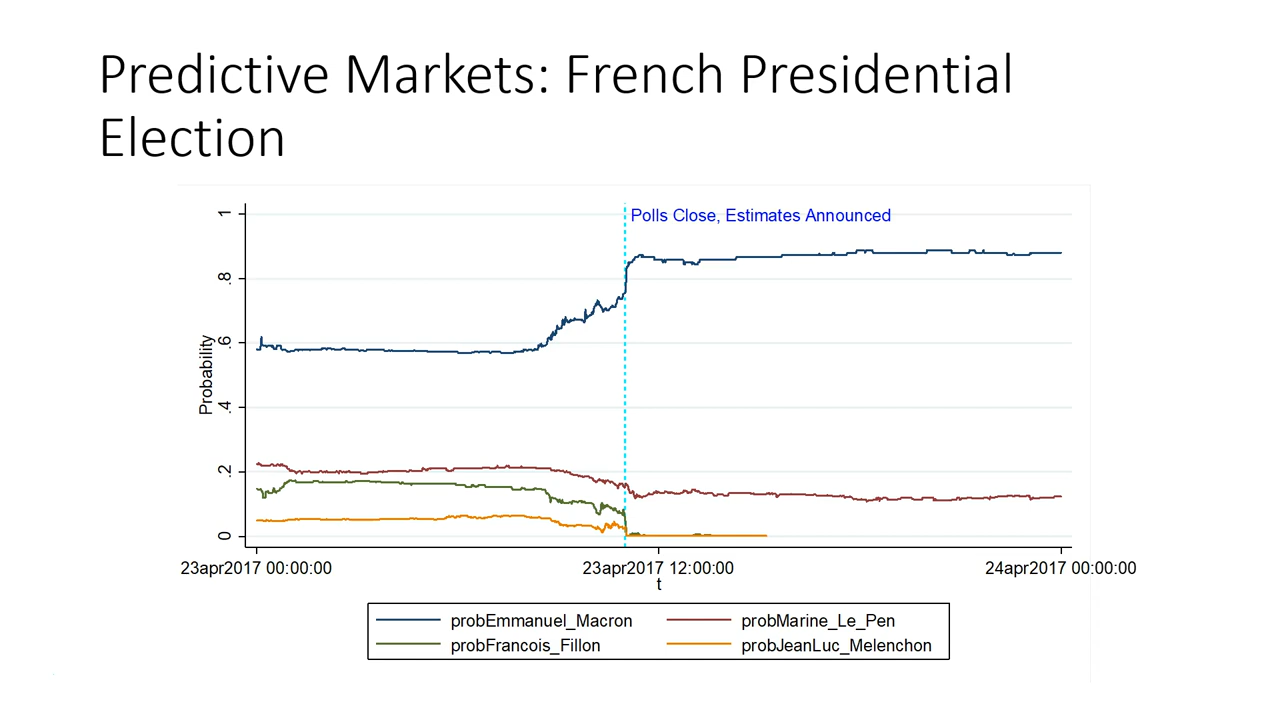 Predictive Markets: French Presidential
Election
Polls Close, Estimates Announced
Probability
1
.8
.6
.4
.2
0
23apr2017 00:00:00
23apr2017 12:00:00
24apr2017 00:00:00
t
probEmmanuel_Macron
probMarine_Le_Pen
probFrancois_Fillon
probJeanLuc_Melenchon